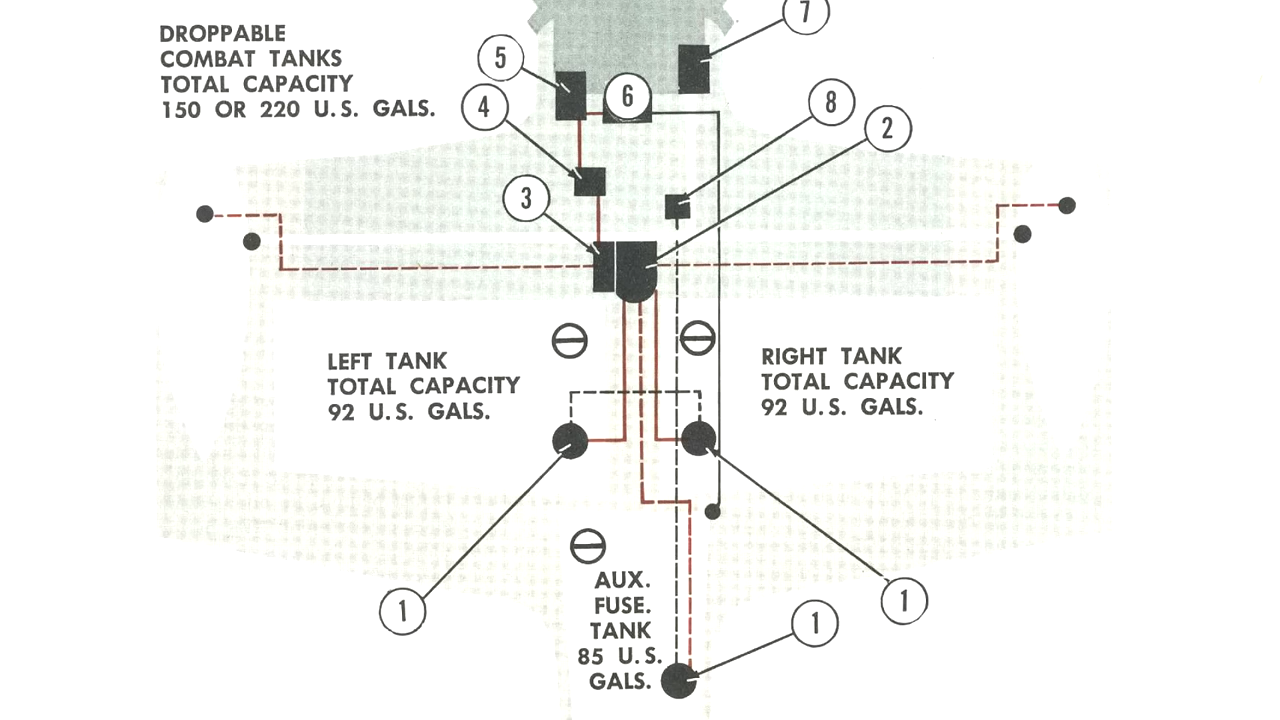 DROPPABLE
COMBAT TANKS
TOTAL CAPACITY
150 OR 220 U.S. GALS.
7
5
6
4
8
2
3
LEFT TANK
TOTAL CAPACITY
92 U.S. GALS.
RIGHT TANK
TOTAL CAPACITY
92 U.S. GALS.
AUX.
FUSE.
TANK
85 U.S.
GALS.
1
1
1